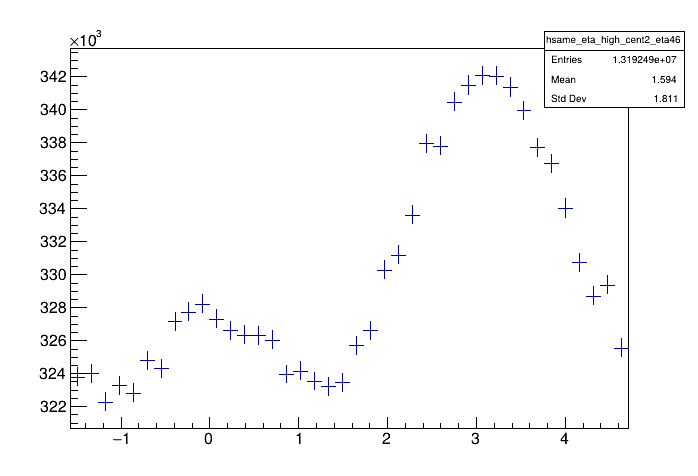 hsame_eta_high_cent2_eta46
Entries 1.319249e+07
Mean 1.594
Std Dev 1.811
×10³
342
340
338
336
334
332
330
328
326
324
322
−1 0 1 2 3 4